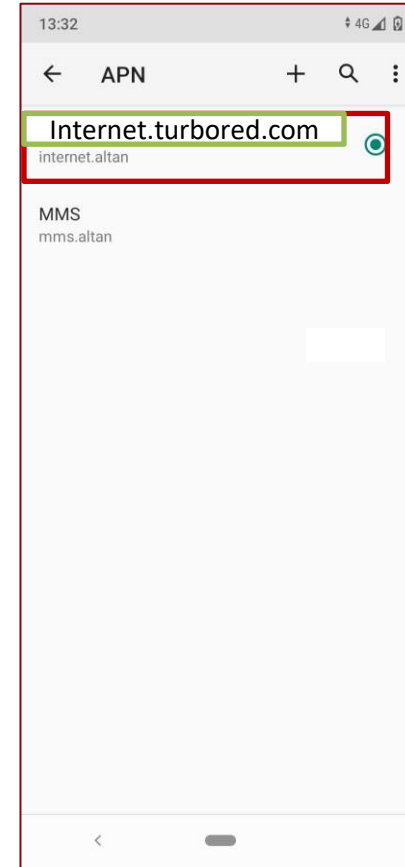 13:32
4G
APN
Internet.turbored.com
internet.altan
MMS
mms.altan